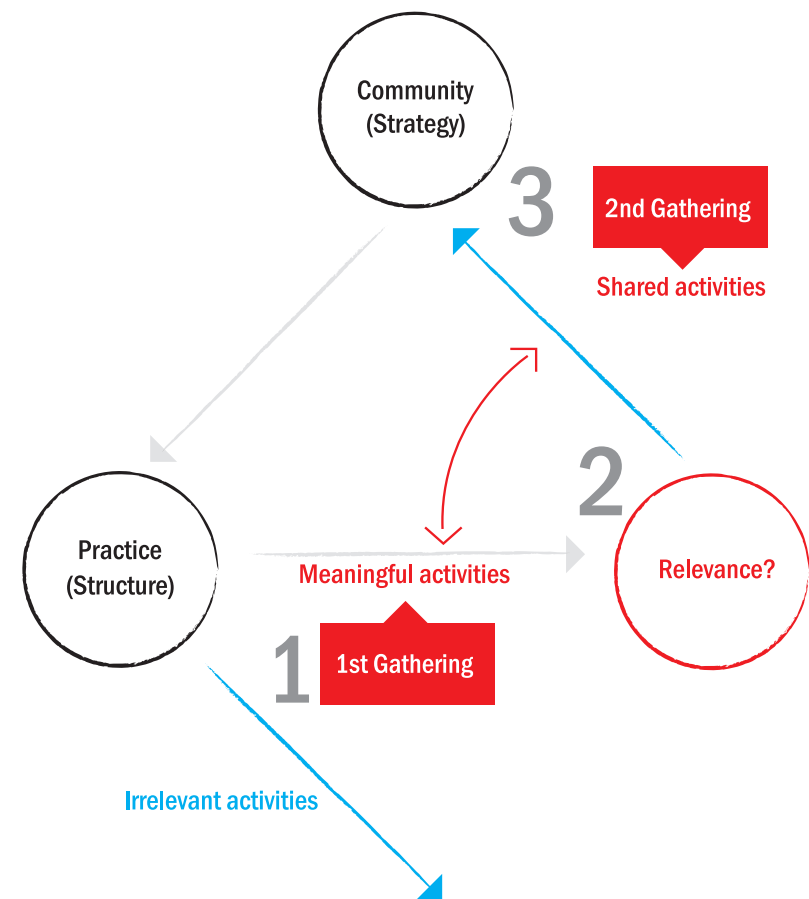 Community
(Strategy)
3
2nd Gathering
Shared activities
2
Practice
(Structure)
Relevance?
Meaningful activities
1
1st Gathering
Irrelevant activities